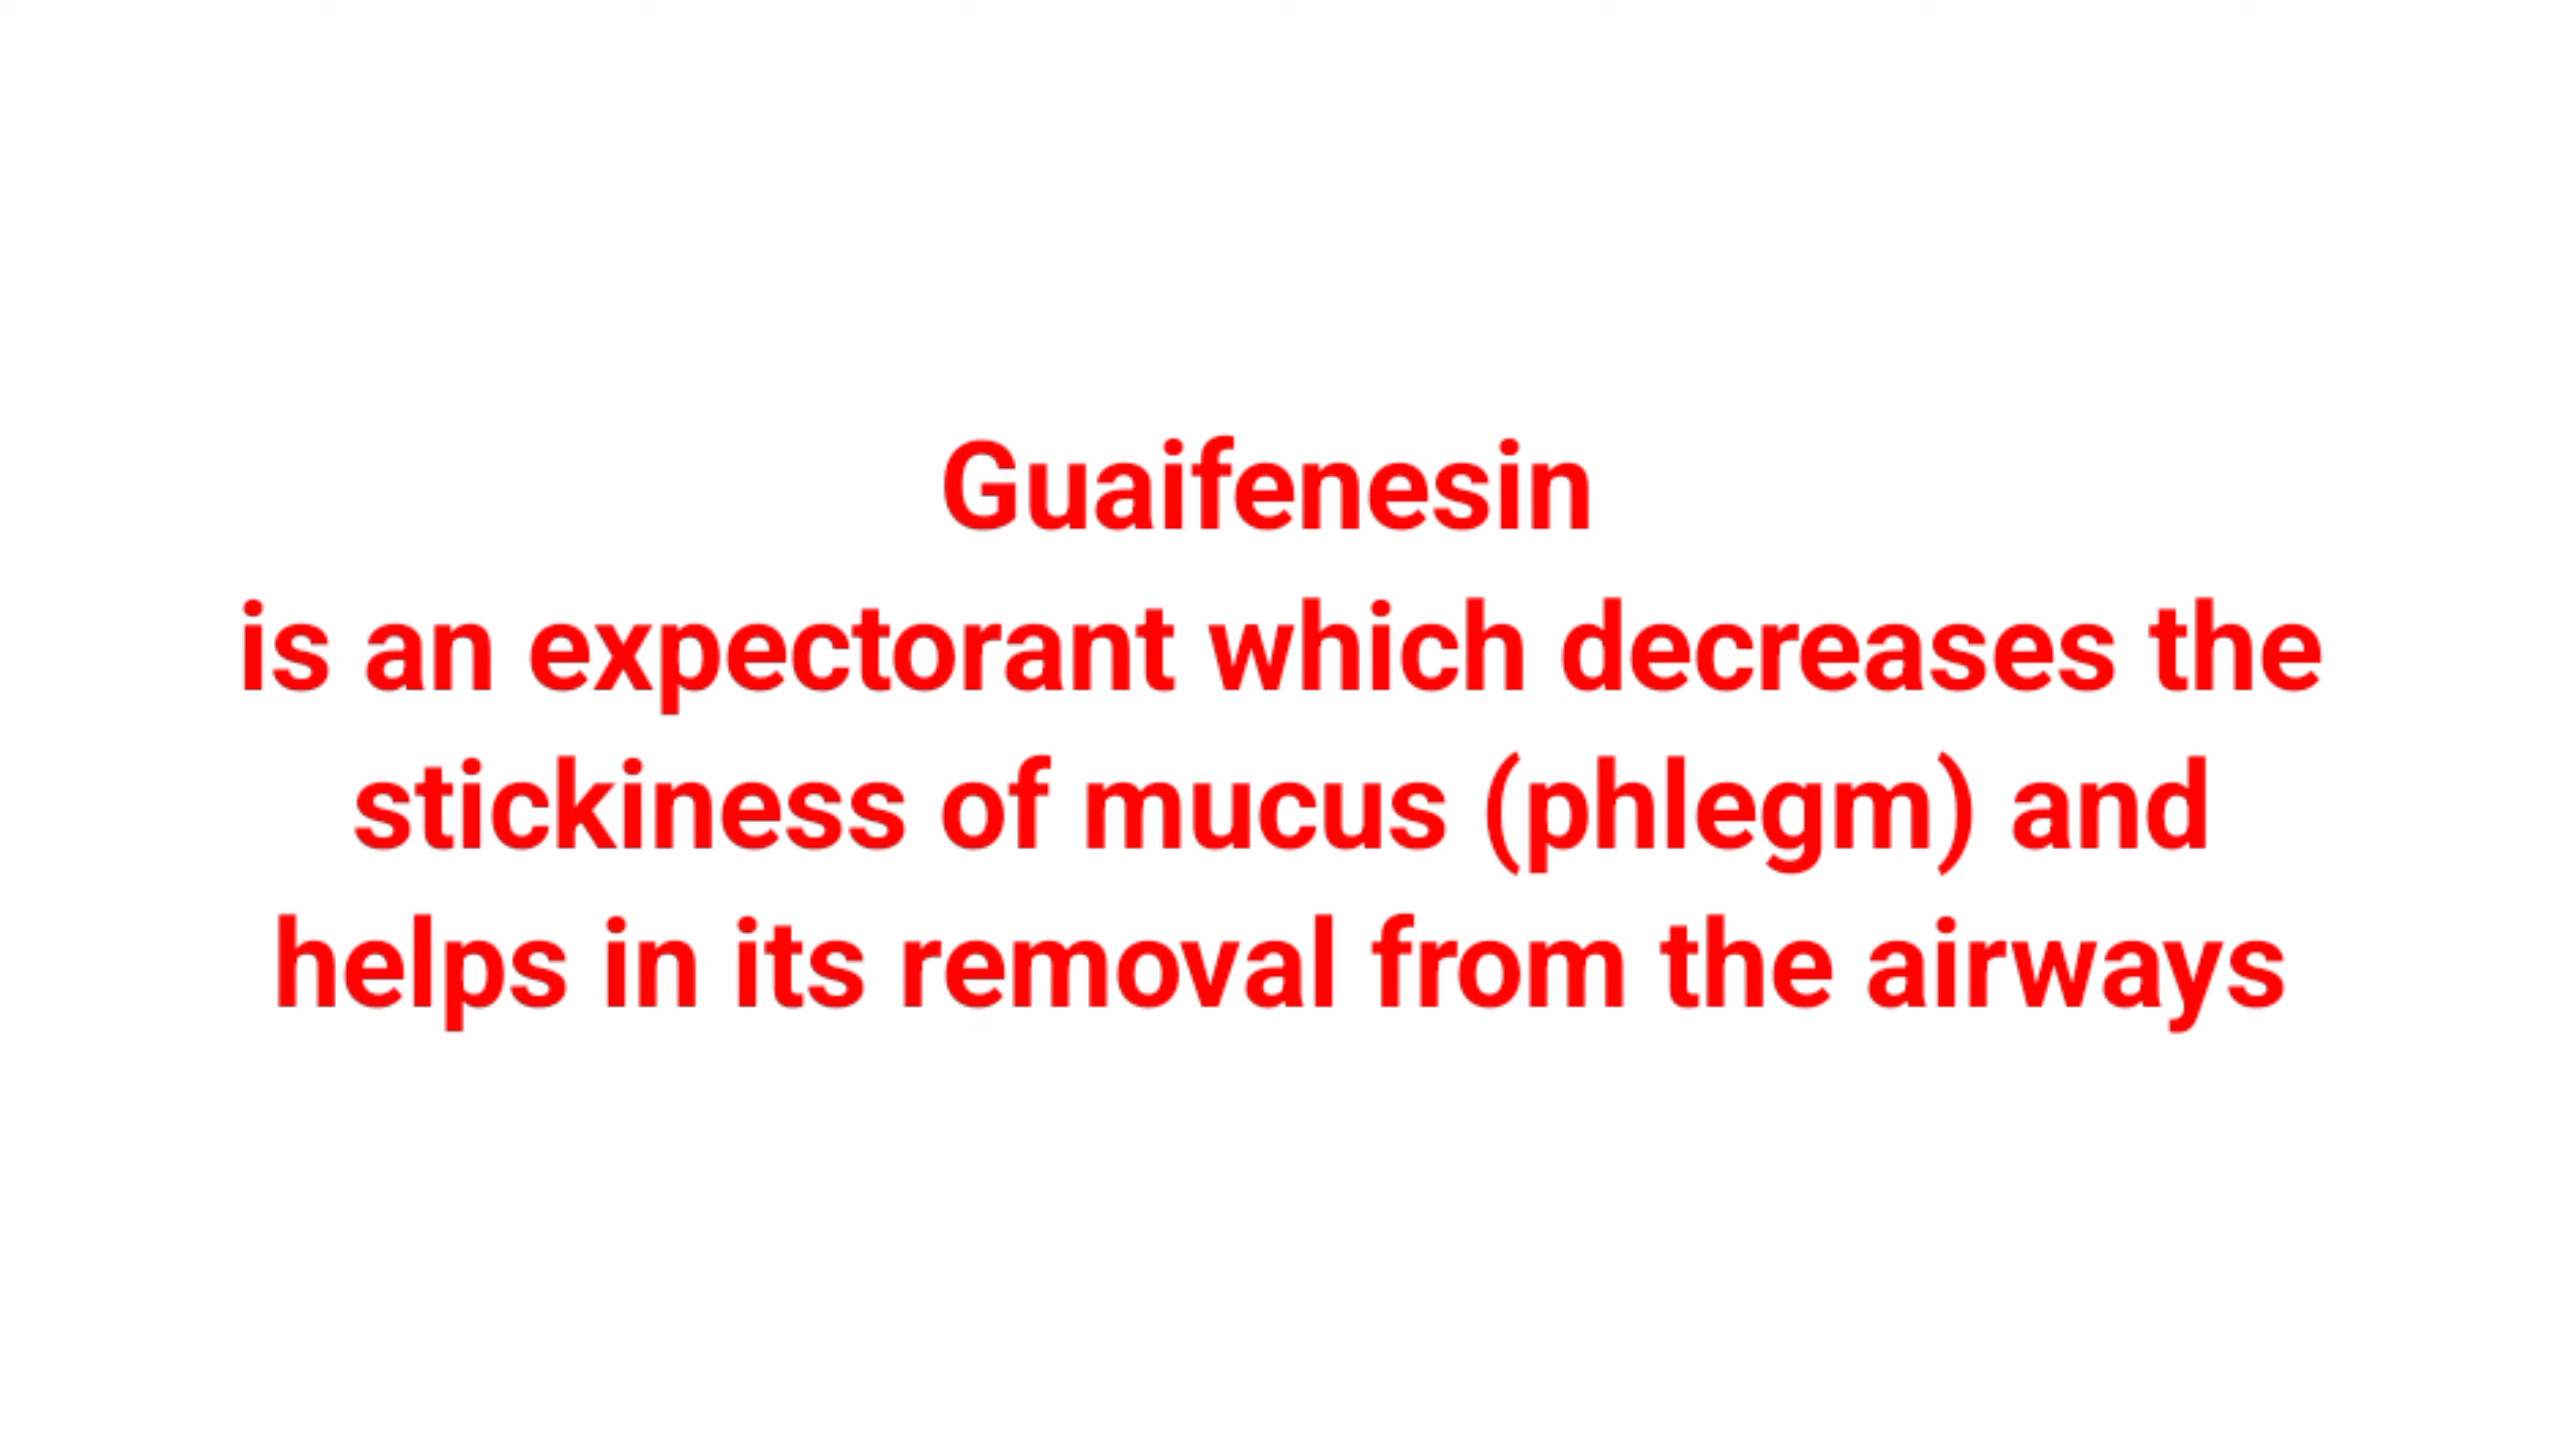 Guaifenesin
is an expectorant which decreases the
stickiness of mucus (phlegm) and
helps in its removal from the airways